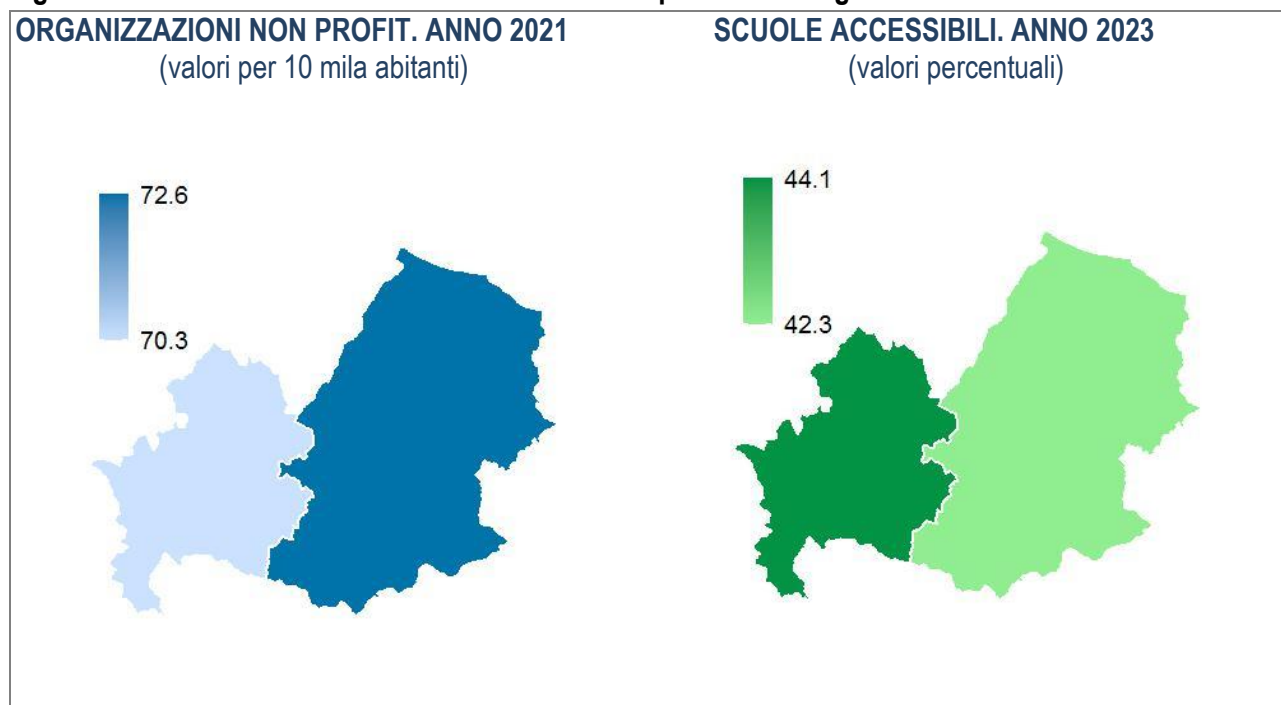 ORGANIZZAZIONI NON PROFIT. ANNO 2021
(valori per 10 mila abitanti)
72.6
70.3
SCUOLE ACCESSIBILI. ANNO 2023
(valori percentuali)
44.1
42.3